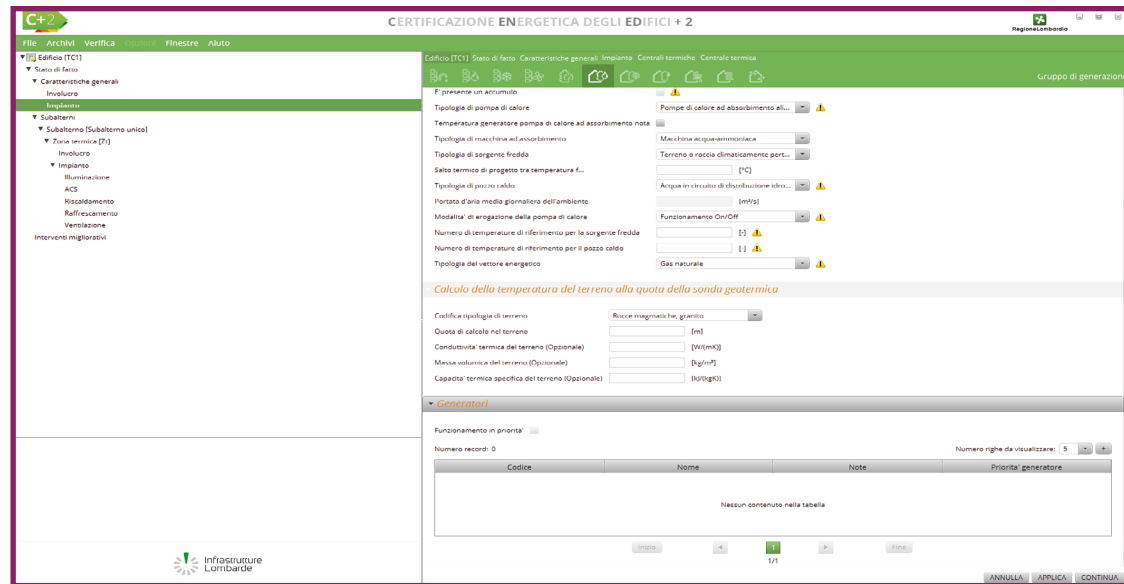 C+2
CERTIFICAZIONE ENERGETICA DEGLI EDIFICI + 2
RegioneLombardia
File Archivi Verifica Opzioni Finestre Aiuto
Edificio [TC1]
Stato di fatto
Caratteristiche generali
Involucro
Impianto
Subalterni
Subalterno [Subalterno unico]
Zona termica [Z1]
Involucro
Impianto
Illuminazione
ACS
Riscaldamento
Raffrescamento
Ventilazione
Interventi migliorativi
Infrastrutture
Lombarde
Edificio [TC1] Stato di fatto Caratteristiche generali Impianto Centrali termiche Centrale termica
Gruppo di generazione
E' presente un accumulo
Tipologia di pompa di calore Pompe di calore ad absorbimento ali...
Temperatura generatore pompa di calore ad assorbimento nota
Tipologia di macchina ad assorbimento Macchina acqua-ammoniaca
Tipologia di sorgente fredda Terreno o roccia climaticamente pert...
Salto termico di progetto tra temperatura f... [°C]
Tipologia di pozzo caldo Acqua in circuito di distribuzione idro...
Portata d'aria media giornaliera dell'ambiente [m³/s]
Modalita' di erogazione della pompa di calore Funzionamento On/Off
Numero di temperature di riferimento per la sorgente fredda [-]
Numero di temperature di riferimento per il pozzo caldo [-]
Tipologia del vettore energetico Gas naturale
Calcolo della temperatura del terreno alla quota della sonda geotermica
Codifica tipologia di terreno Rocce magmatiche, granito
Quota di calcolo nel terreno [m]
Conduttivita' termica del terreno (Opzionale) [W/(mK)]
Massa volumica del terreno (Opzionale) [kg/m³]
Capacita' termica specifica del terreno (Opzionale) [kJ/(kgK)]
Generatori
Funzionamento in priorita'
Numero record: 0 Numero righe da visualizzare: 5 +
Codice Nome Note Priorita' generatore
Nessun contenuto nella tabella
Inizio 1 Fine
1/1
ANNULLA APPLICA CONTINUA